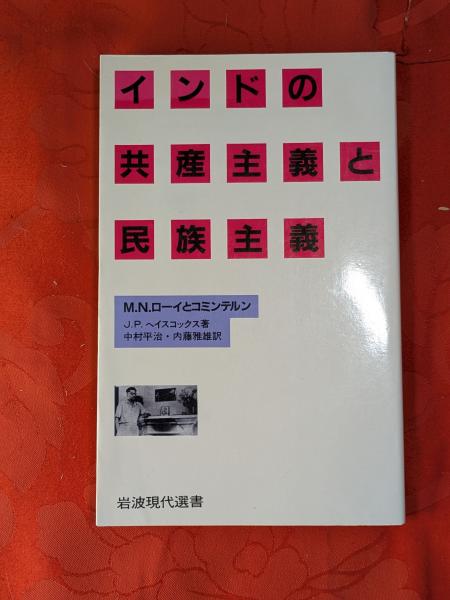 インドの
共産主義と
民族主義
M.N.ローイとコミンテルン
J.P.ヘイスコックス著
中村平治・内藤雅雄訳
岩波現代選書